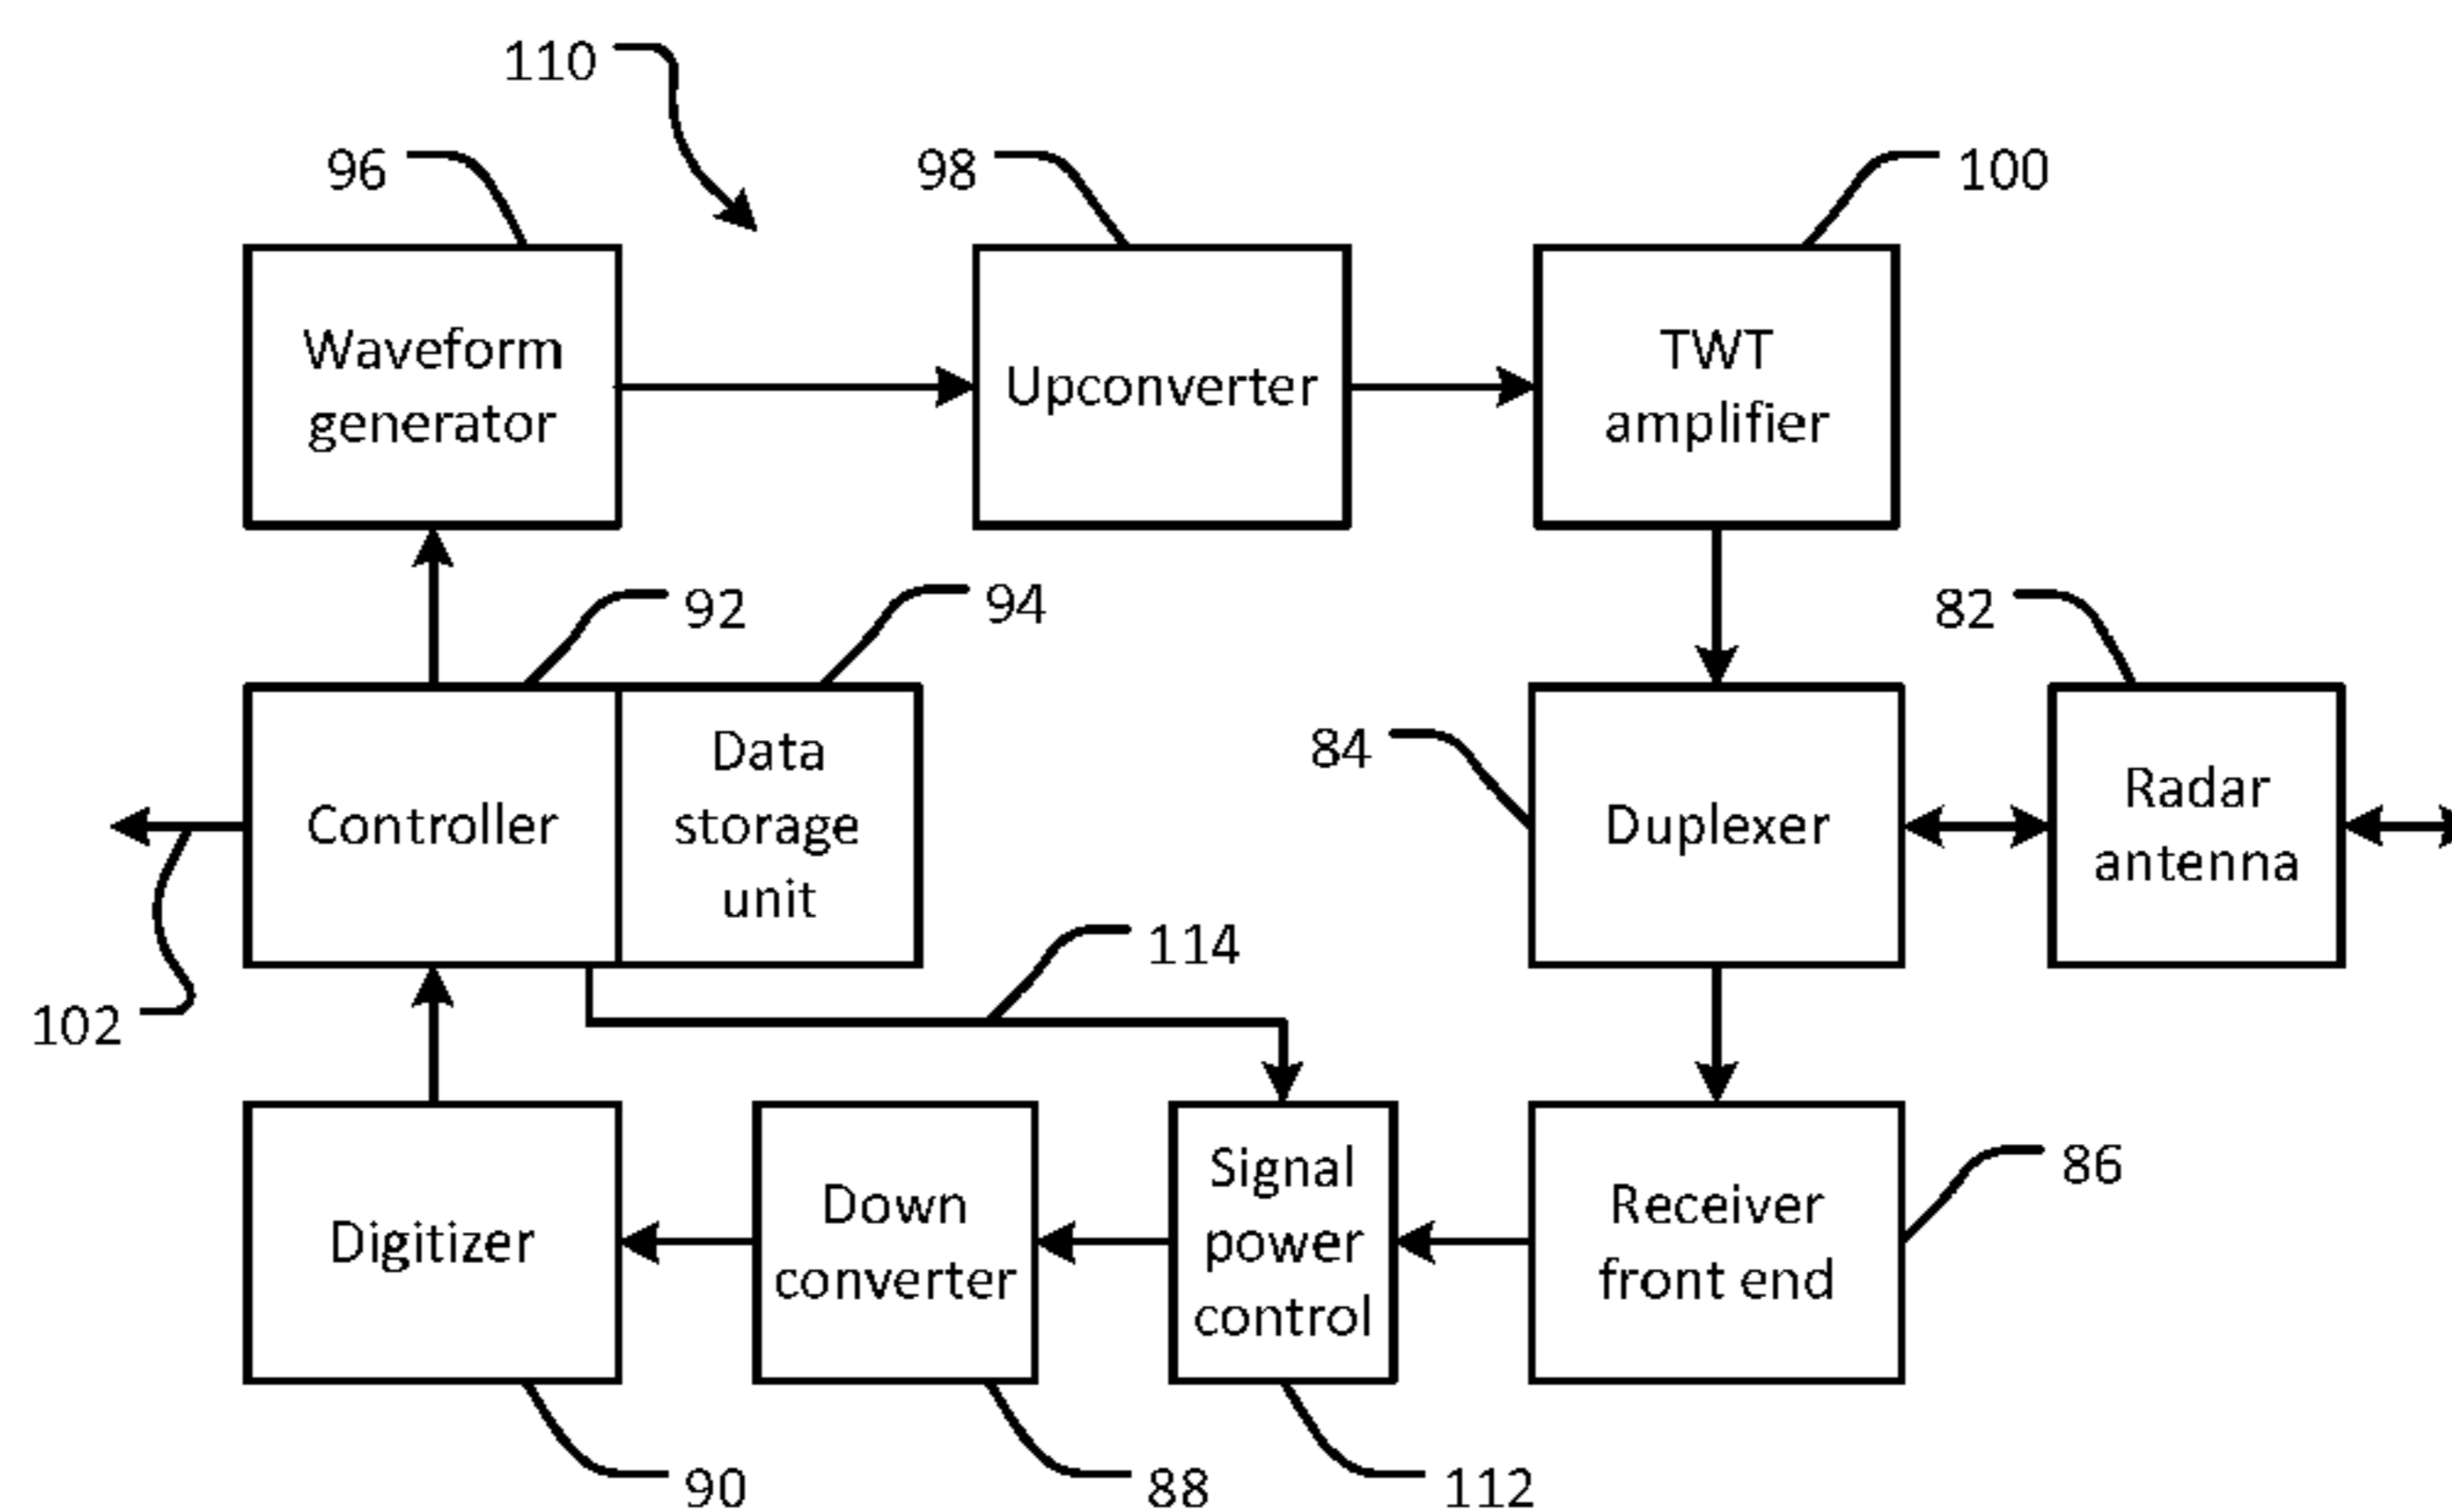 110
96
98
100
Waveform
generator
Upconverter
TWT
amplifier
92
94
82
84
Controller
Data
storage
unit
Duplexer
Radar
antenna
102
114
86
Digitizer
Down
converter
Signal
power
control
Receiver
front end
90
88
112